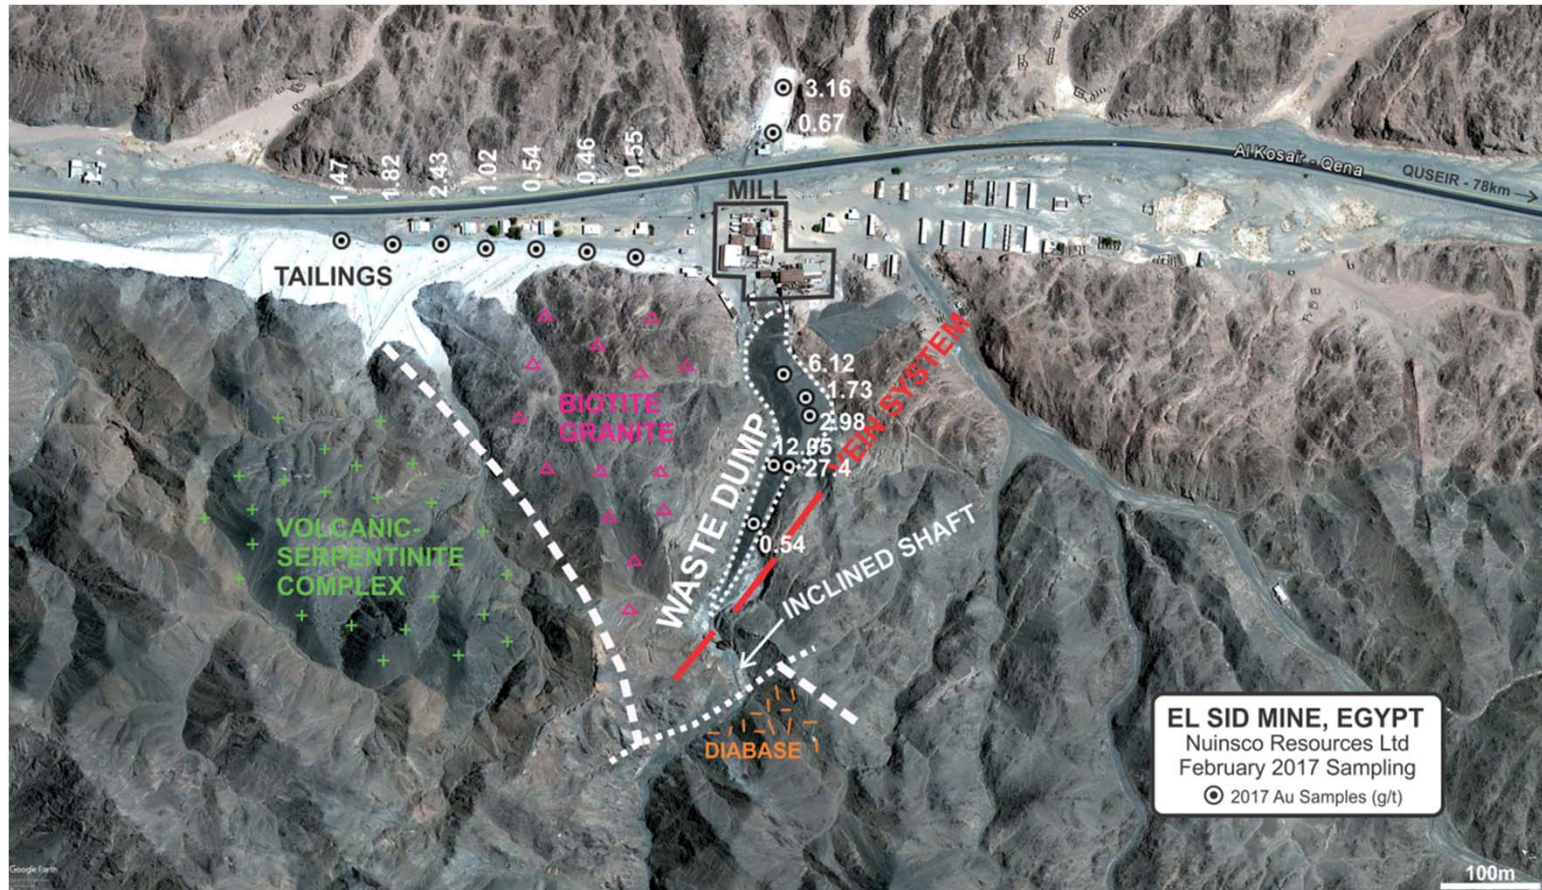 3.16
0.67
1.47
1.82
2.43
1.02
0.54
0.46
0.55
Al Kosair - Qena
QUSEIR - 78km
MILL
TAILINGS
6.12
1.73
2.98
12.05
27.4
0.54
VEIN SYSTEM
BIOTITE
GRANITE
WASTE DUMP
VOLCANIC-
SERPENTINITE
COMPLEX
INCLINED SHAFT
DIABASE
EL SID MINE, EGYPT
Nuinsco Resources Ltd
February 2017 Sampling
2017 Au Samples (g/t)
Google Earth
100m